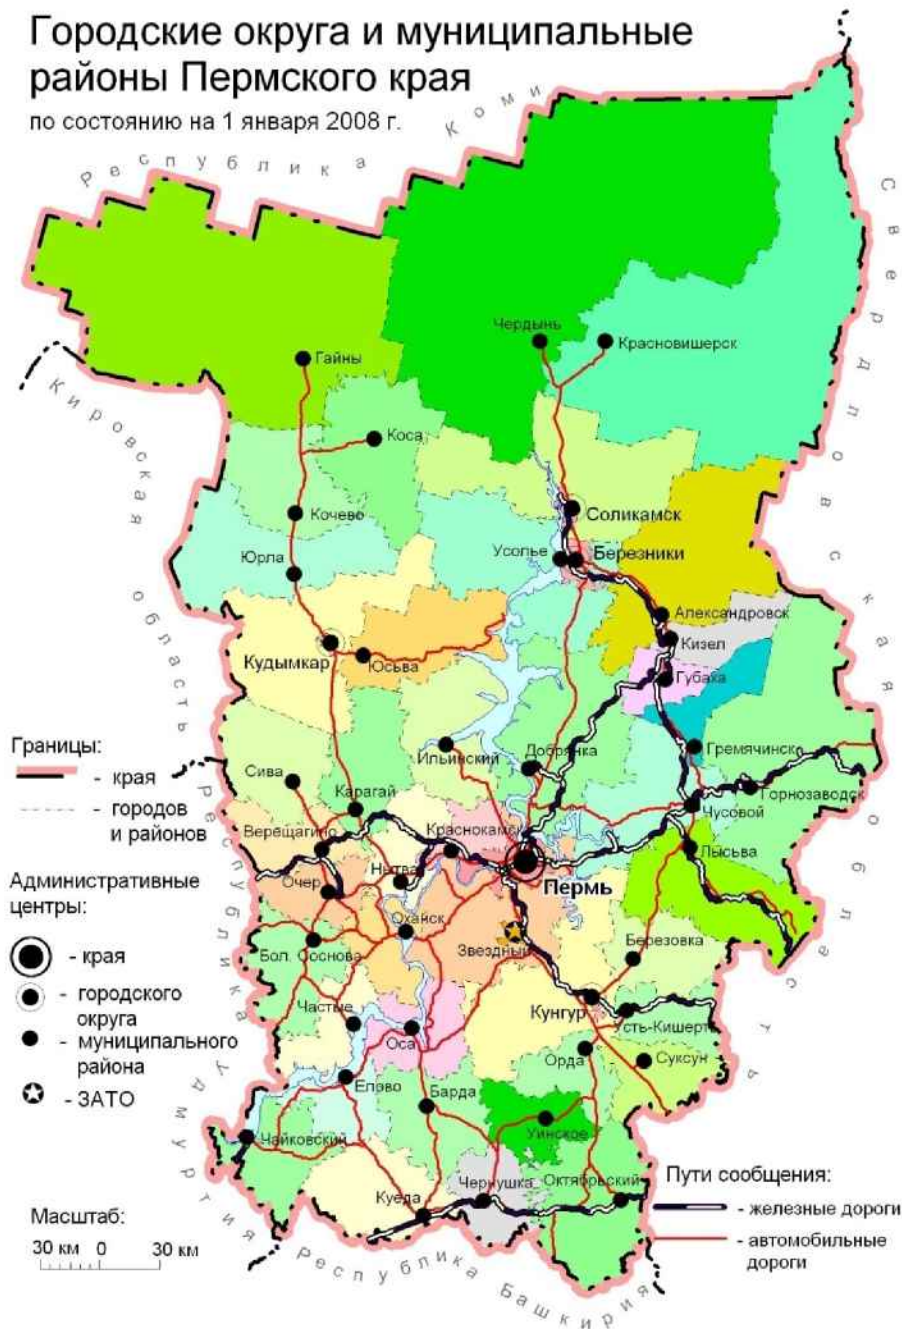 Городские округа и муниципальные
районы Пермского края
по состоянию на 1 января 2008 г.
Республика Коми
Свердловская область
Кировская область
Республика Удмуртия
Республика Башкирия
Чердынь
Красновишерск
Гайны
Коса
Кочево
Соликамск
Усолье
Березники
Юрла
Александровск
Кизел
Кудымкар
Юсьва
Губаха
Ильинский
Добрянка
Гремячинск
Сива
Горнозаводск
Карагай
Чусовой
Верещагино
Краснокамск
Лысьва
Очер
Нытва
Пермь
Оханск
Звездный
Березовка
Бол. Соснова
Частые
Кунгур
Усть-Кишерть
Оса
Орда
Суксун
Елово
Барда
Уинское
Чайковский
Чернушка
Октябрьский
Куеда
Границы:
- края
- городов
и районов
Административные
центры:
- края
- городского
округа
- муниципального
района
- ЗАТО
Масштаб:
30 км 0 30 км
Пути сообщения:
- железные дороги
- автомобильные
дороги